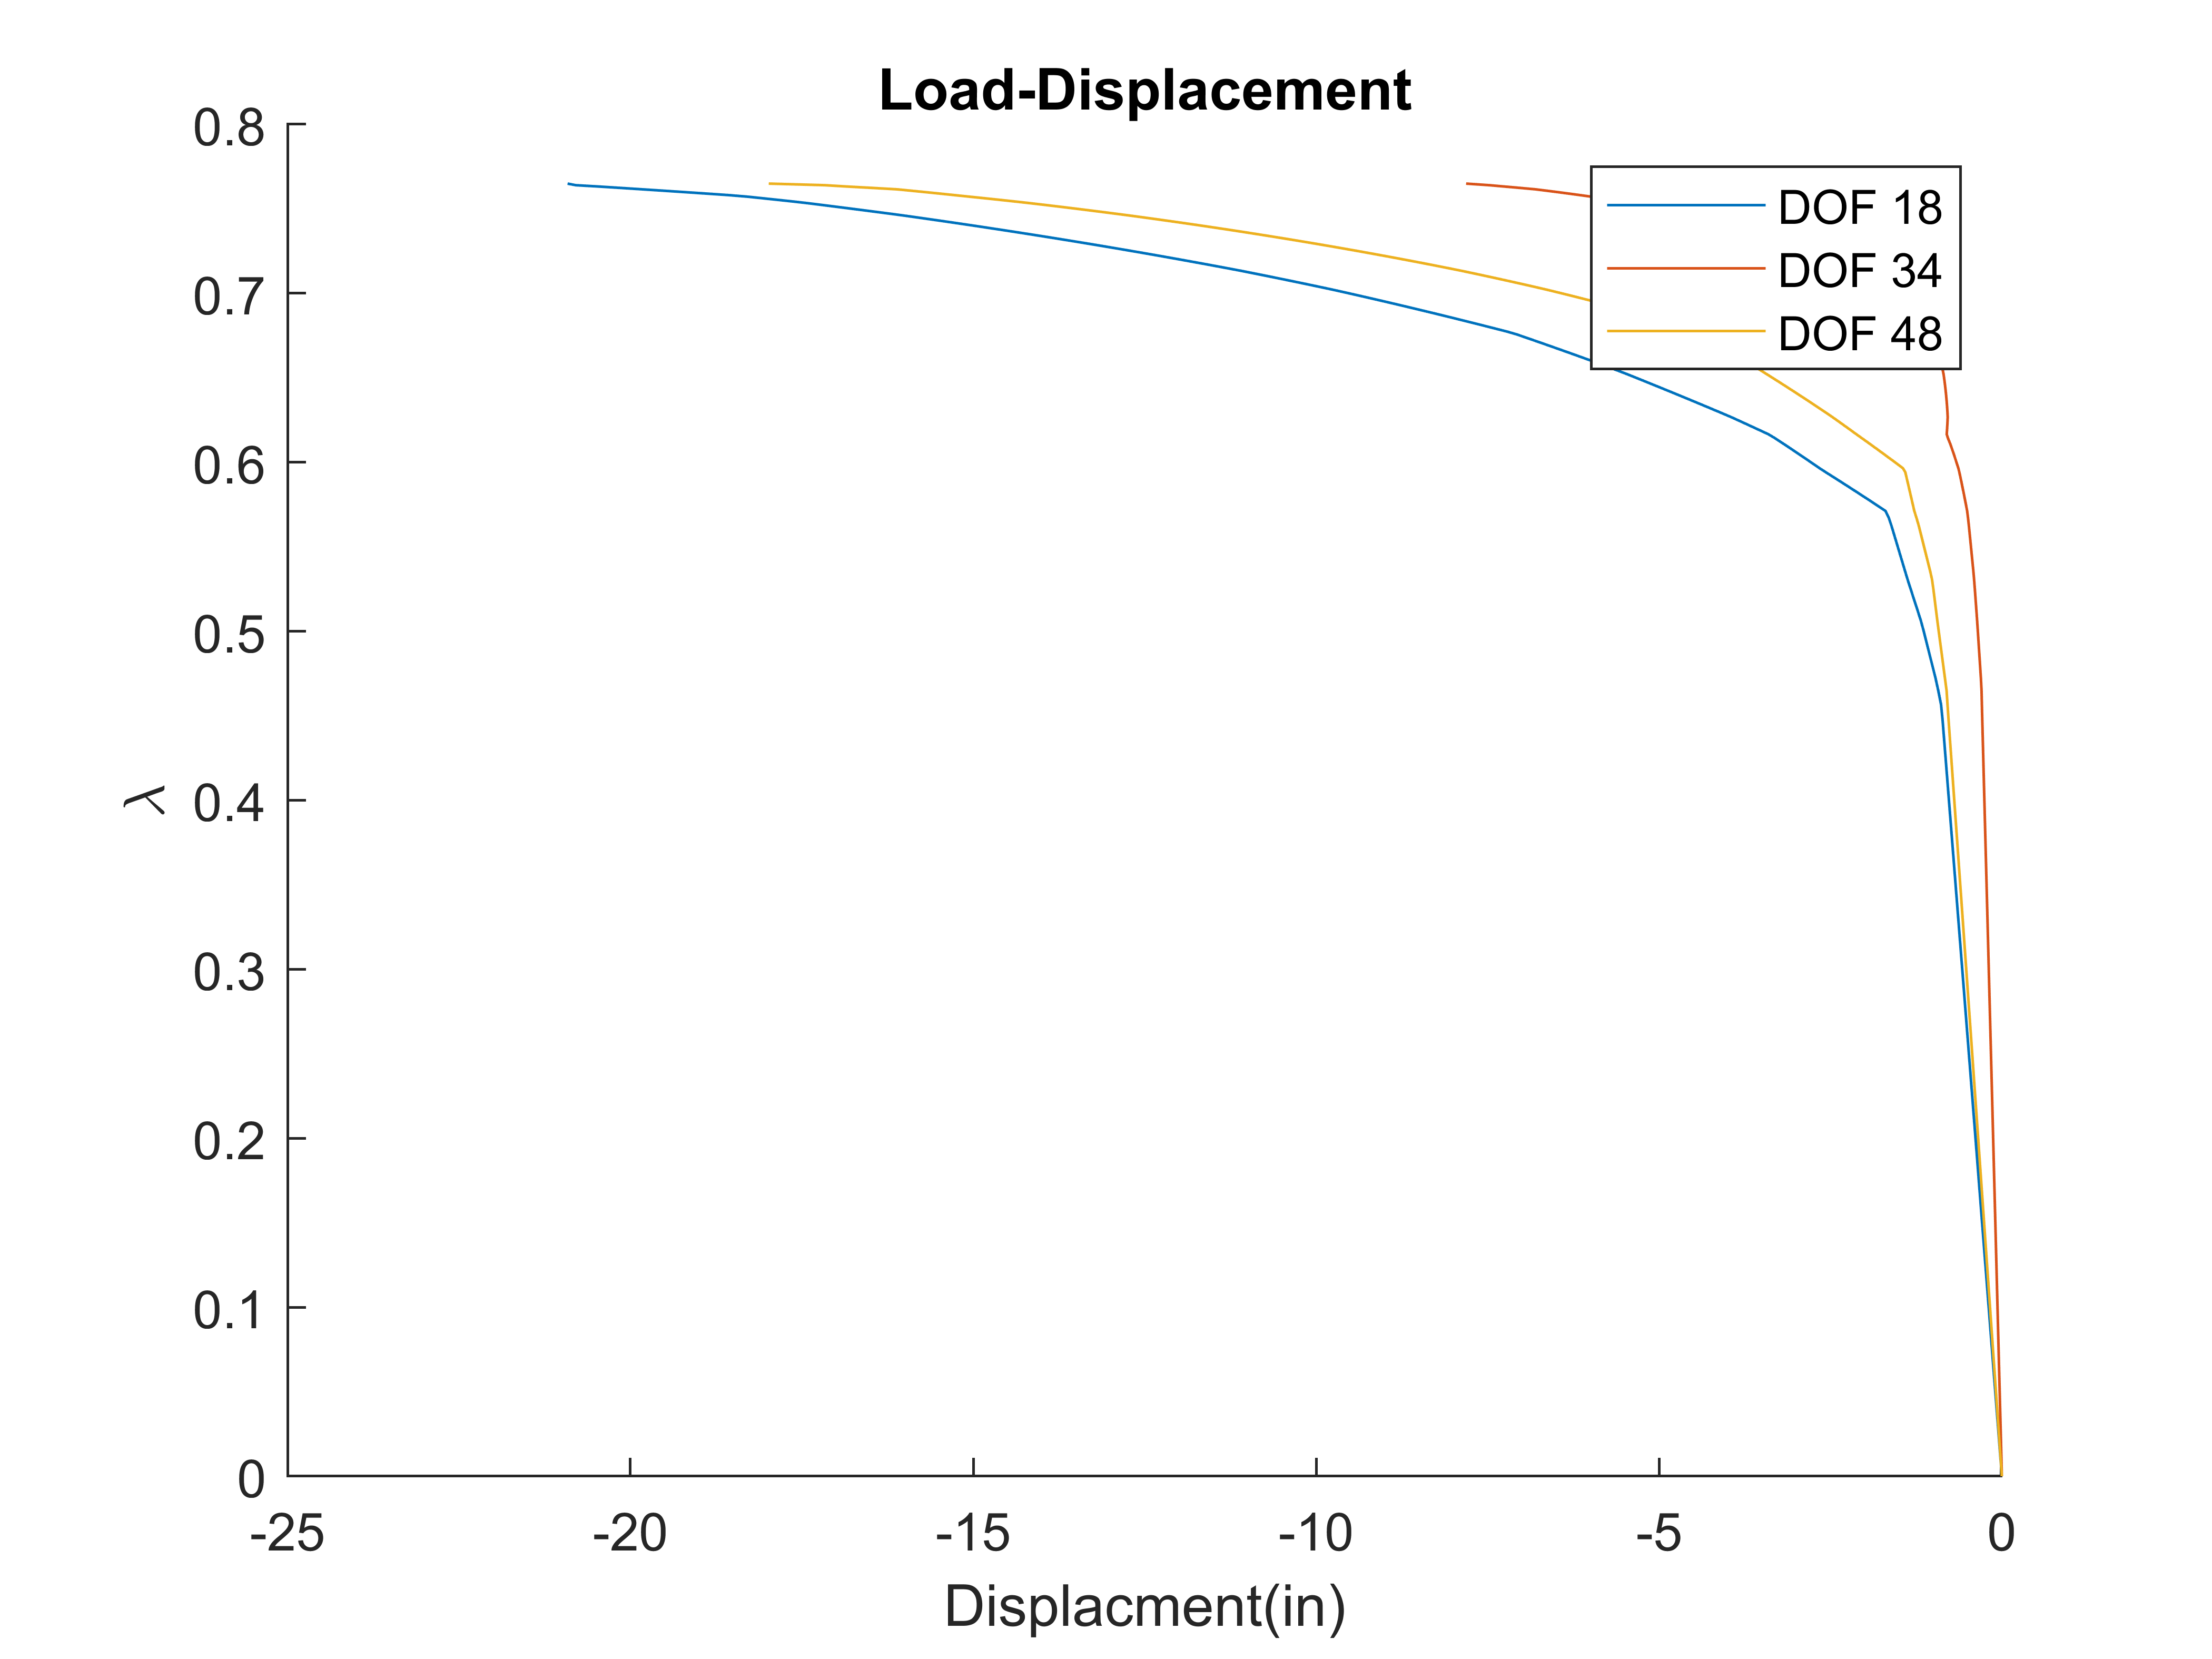 Load-Displacement
0.8
0.7
0.6
0.5
0.4
0.3
0.2
0.1
0
λ
DOF 18
DOF 34
DOF 48
-25 -20 -15 -10 -5 0
Displacment(in)